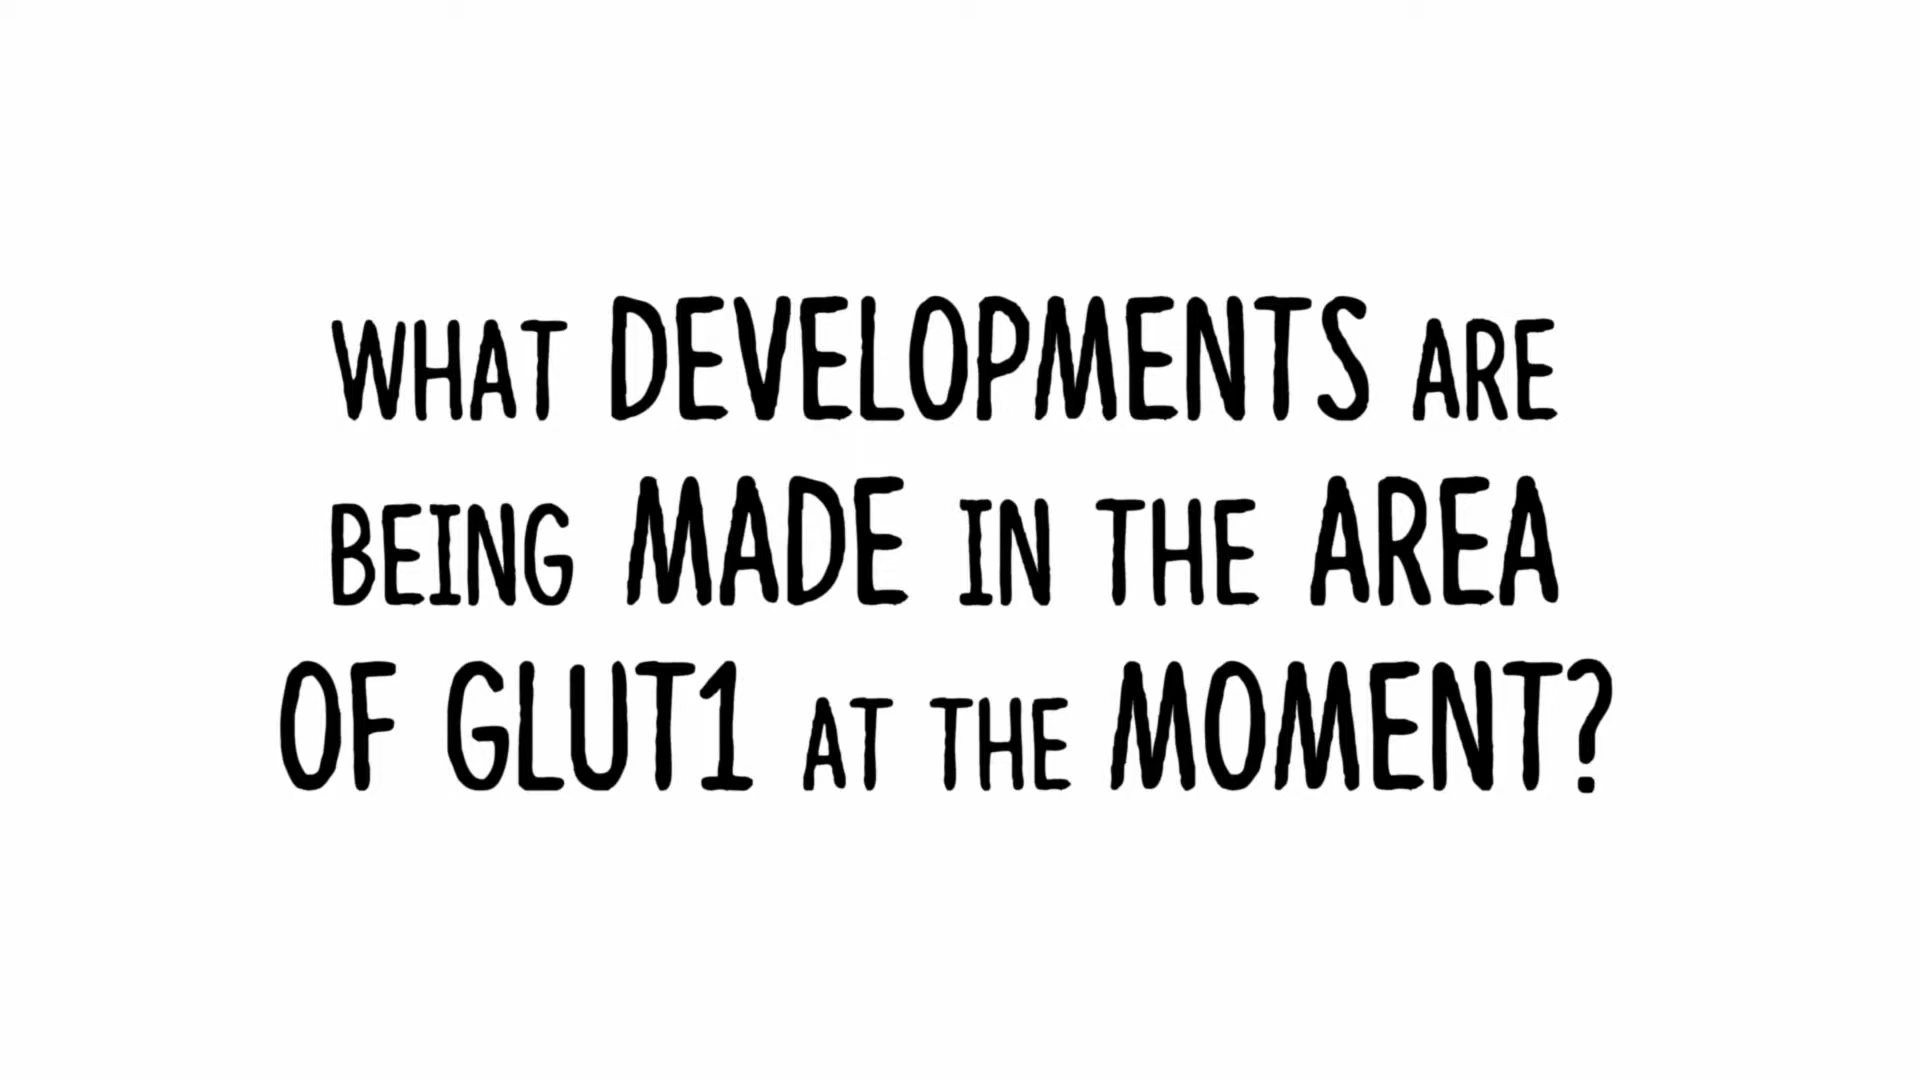 WHAT DEVELOPMENTS ARE
BEING MADE IN THE AREA
OF GLUT1 AT THE MOMENT?